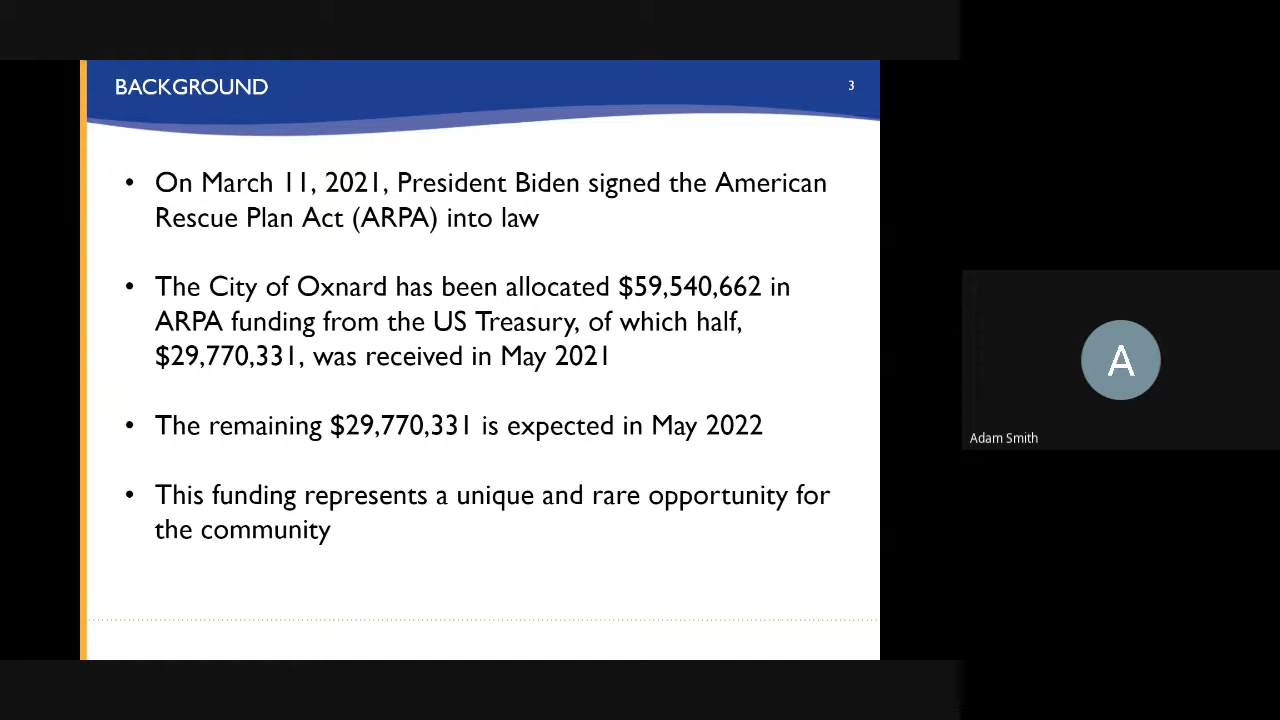 BACKGROUND
3
• On March 11, 2021, President Biden signed the American
Rescue Plan Act (ARPA) into law
• The City of Oxnard has been allocated $59,540,662 in
ARPA funding from the US Treasury, of which half,
$29,770,331, was received in May 2021
• The remaining $29,770,331 is expected in May 2022
• This funding represents a unique and rare opportunity for
the community
A
Adam Smith